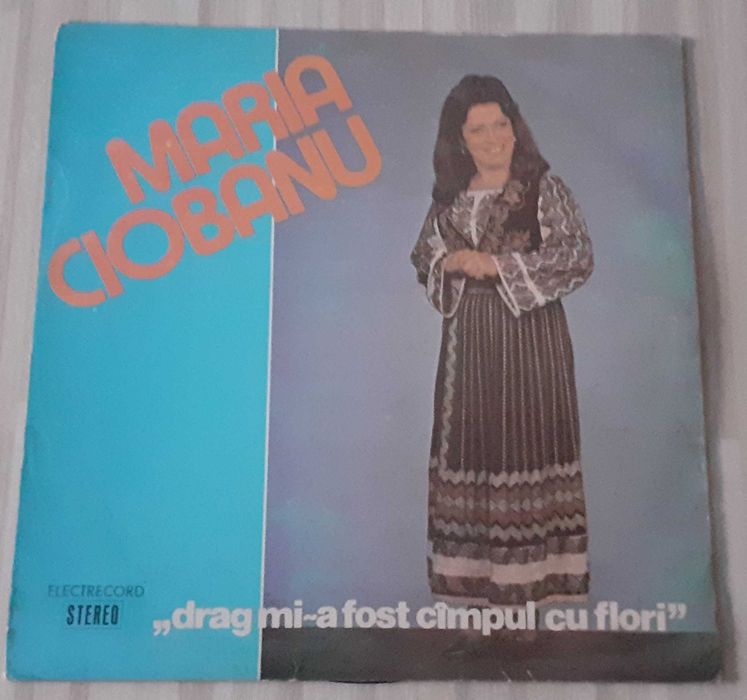 MARIA
CIOBANU
ELECTRECORD
STEREO
„drag mi-a fost cîmpul cu flori”